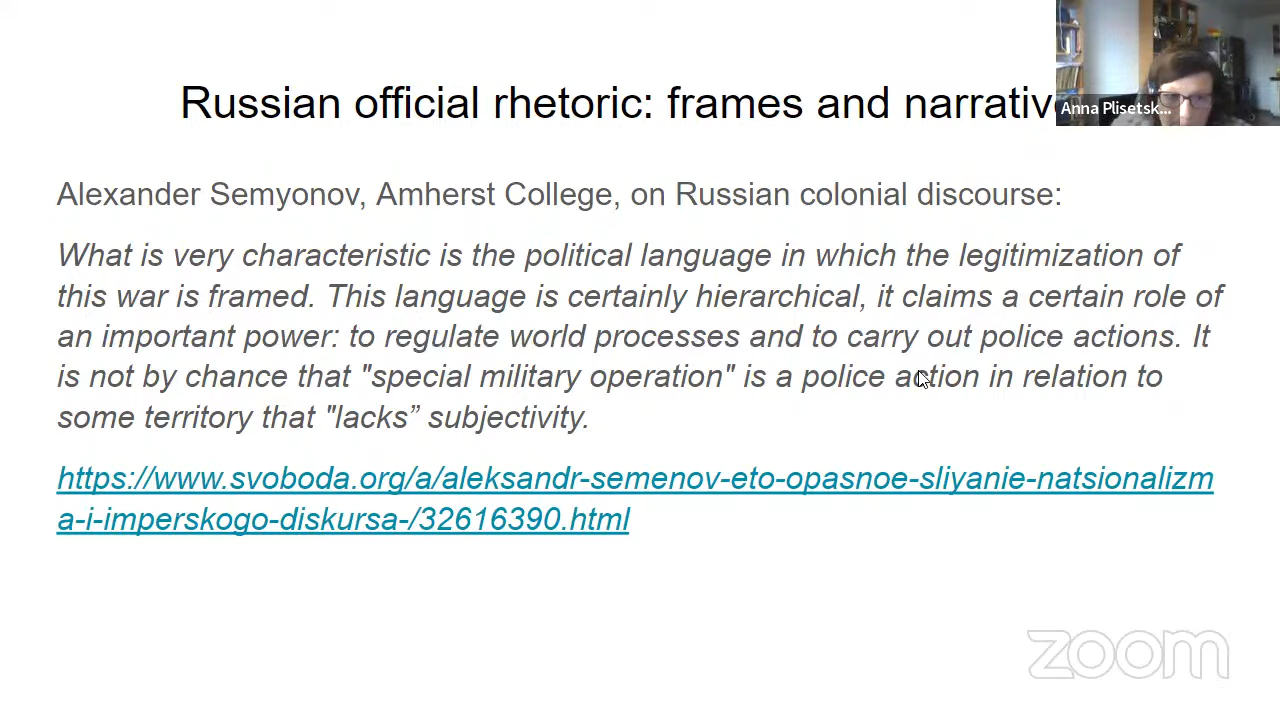 Russian official rhetoric: frames and narrativ
Anna Plisetsk...
Alexander Semyonov, Amherst College, on Russian colonial discourse:
What is very characteristic is the political language in which the legitimization of
this war is framed. This language is certainly hierarchical, it claims a certain role of
an important power: to regulate world processes and to carry out police actions. It
is not by chance that "special military operation" is a police action in relation to
some territory that "lacks” subjectivity.
https://www.svoboda.org/a/aleksandr-semenov-eto-opasnoe-sliyanie-natsionalizm
a-i-imperskogo-diskursa-/32616390.html
zoom